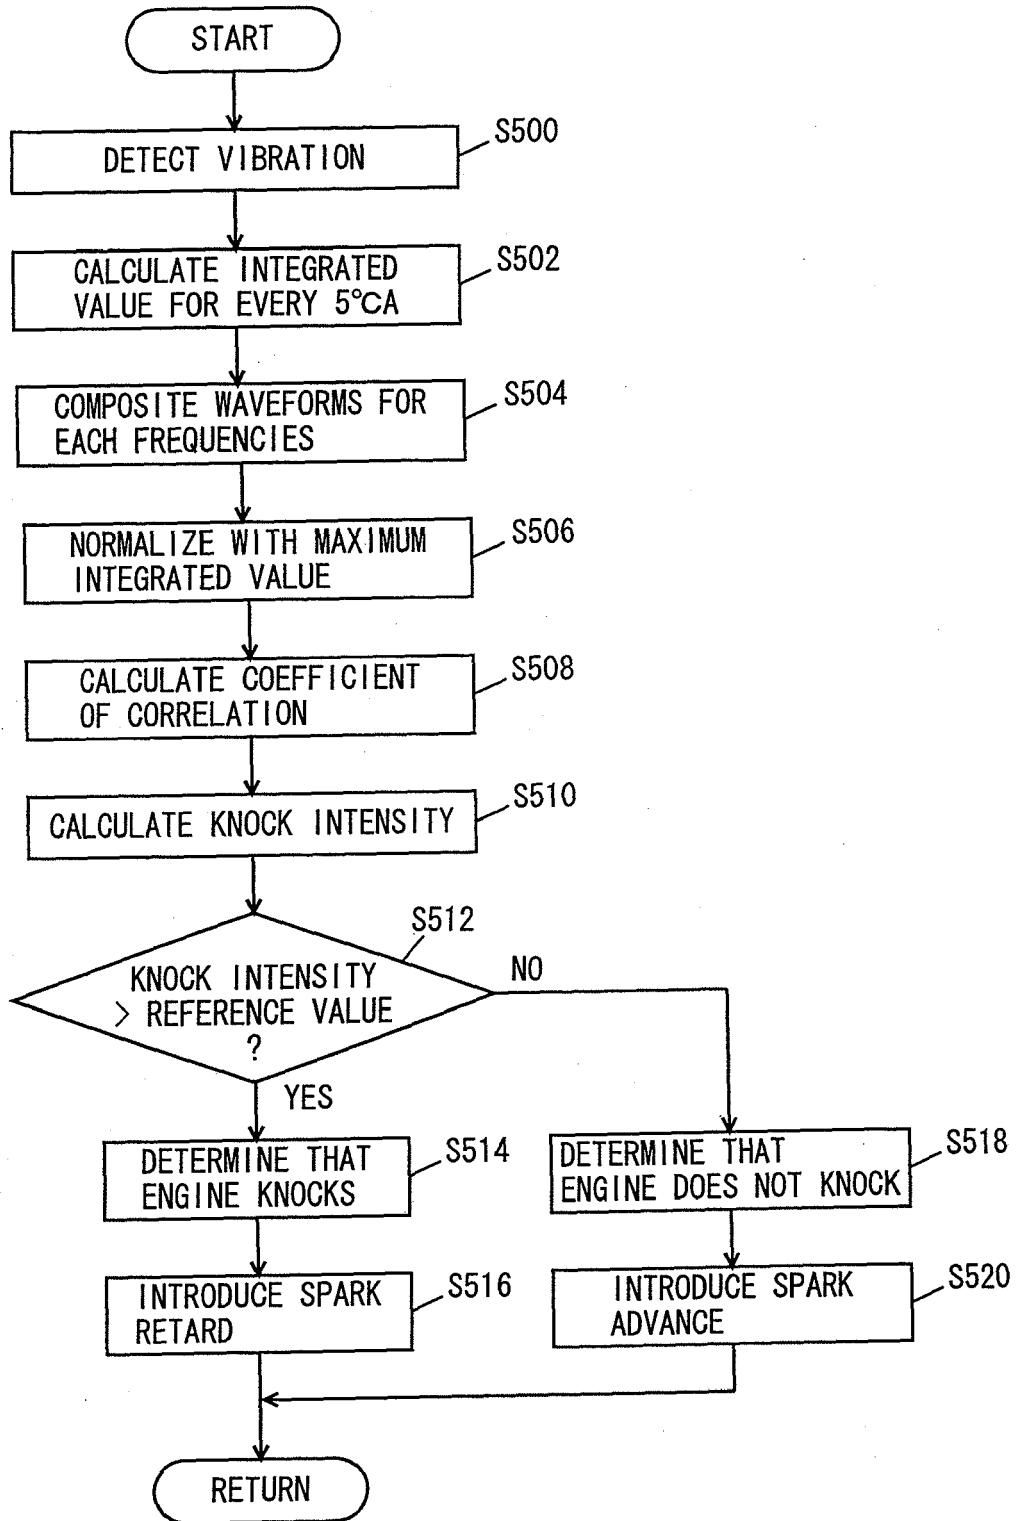 START
S500
DETECT VIBRATION
S502
CALCULATE INTEGRATED
VALUE FOR EVERY 5°CA
S504
COMPOSITE WAVEFORMS FOR
EACH FREQUENCIES
S506
NORMALIZE WITH MAXIMUM
INTEGRATED VALUE
S508
CALCULATE COEFFICIENT
OF CORRELATION
S510
CALCULATE KNOCK INTENSITY
S512
KNOCK INTENSITY
> REFERENCE VALUE
?
NO
YES
S514
DETERMINE THAT
ENGINE KNOCKS
S516
INTRODUCE SPARK
RETARD
S518
DETERMINE THAT
ENGINE DOES NOT KNOCK
S520
INTRODUCE SPARK
ADVANCE
RETURN